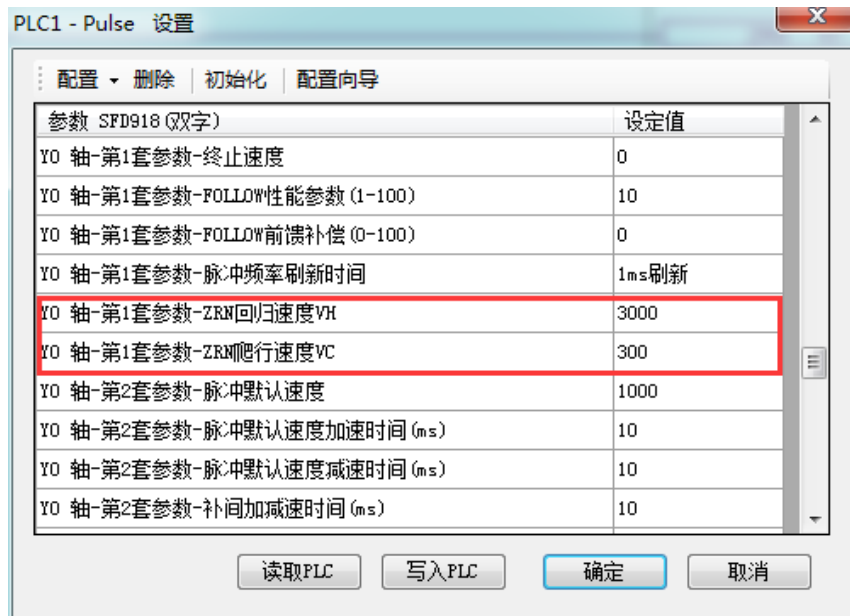 PLC1 - Pulse 设置
配置 删除 初始化 配置向导
参数 SFD918(双字) 设定值
Y0 轴-第1套参数-终止速度 0
Y0 轴-第1套参数-FOLLOW性能参数(1-100) 10
Y0 轴-第1套参数-FOLLOW前馈补偿(0-100) 0
Y0 轴-第1套参数-脉冲频率刷新时间 1ms刷新
Y0 轴-第1套参数-ZRN回归速度VH 3000
Y0 轴-第1套参数-ZRN爬行速度VC 300
Y0 轴-第2套参数-脉冲默认速度 1000
Y0 轴-第2套参数-脉冲默认速度加速时间(ms) 10
Y0 轴-第2套参数-脉冲默认速度减速时间(ms) 10
Y0 轴-第2套参数-补间加减速时间(ms) 10
读取PLC 写入PLC 确定 取消